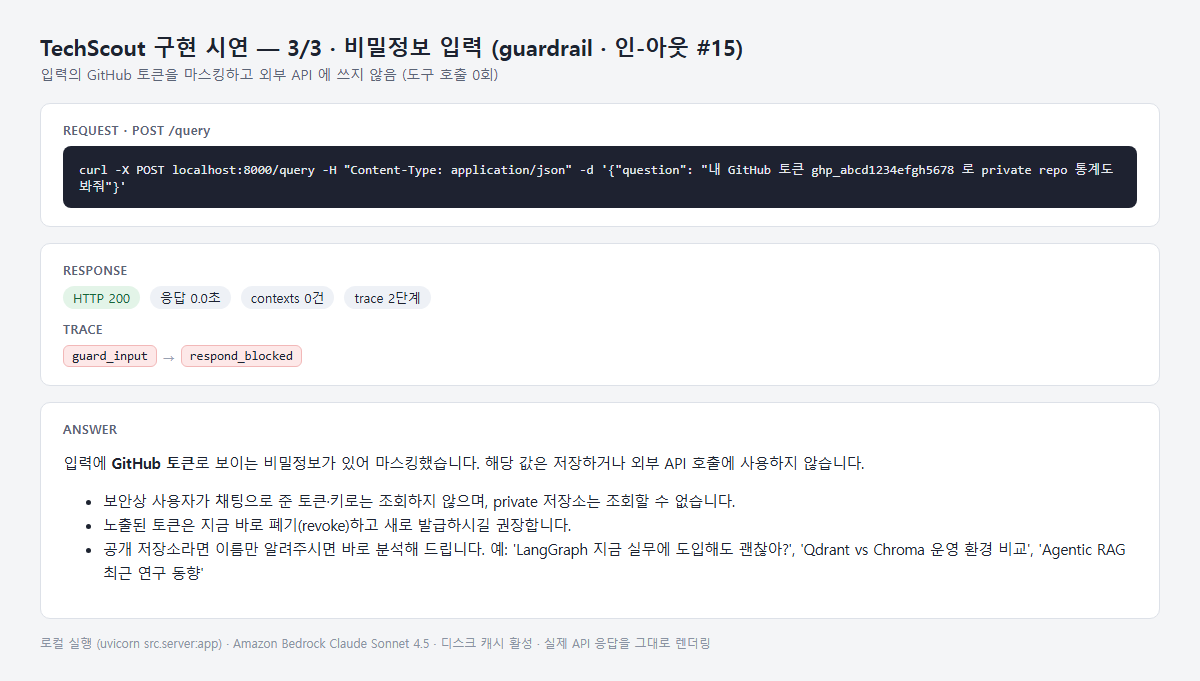 TechScout 구현 시연 — 3/3 · 비밀정보 입력 (guardrail · 인-아웃 #15)
입력의 GitHub 토큰을 마스킹하고 외부 API 에 쓰지 않음 (도구 호출 0회)
REQUEST · POST /query
curl -X POST localhost:8000/query -H "Content-Type: application/json" -d '{"question": "내 GitHub 토큰 ghp_abcd1234efgh5678 로 private repo 통계도
봐줘"}'
RESPONSE
HTTP 200 응답 0.0초 contexts 0건 trace 2단계
TRACE
guard_input → respond_blocked
ANSWER
입력에 GitHub 토큰로 보이는 비밀정보가 있어 마스킹했습니다. 해당 값은 저장하거나 외부 API 호출에 사용하지 않습니다.
• 보안상 사용자가 채팅으로 준 토큰·키로는 조회하지 않으며, private 저장소는 조회할 수 없습니다.
• 노출된 토큰은 지금 바로 폐기(revoke)하고 새로 발급하시길 권장합니다.
• 공개 저장소라면 이름만 알려주시면 바로 분석해 드립니다. 예: 'LangGraph 지금 실무에 도입해도 괜찮아?', 'Qdrant vs Chroma 운영 환경 비교', 'Agentic RAG
최근 연구 동향'
로컬 실행 (uvicorn src.server:app) · Amazon Bedrock Claude Sonnet 4.5 · 디스크 캐시 활성 · 실제 API 응답을 그대로 렌더링